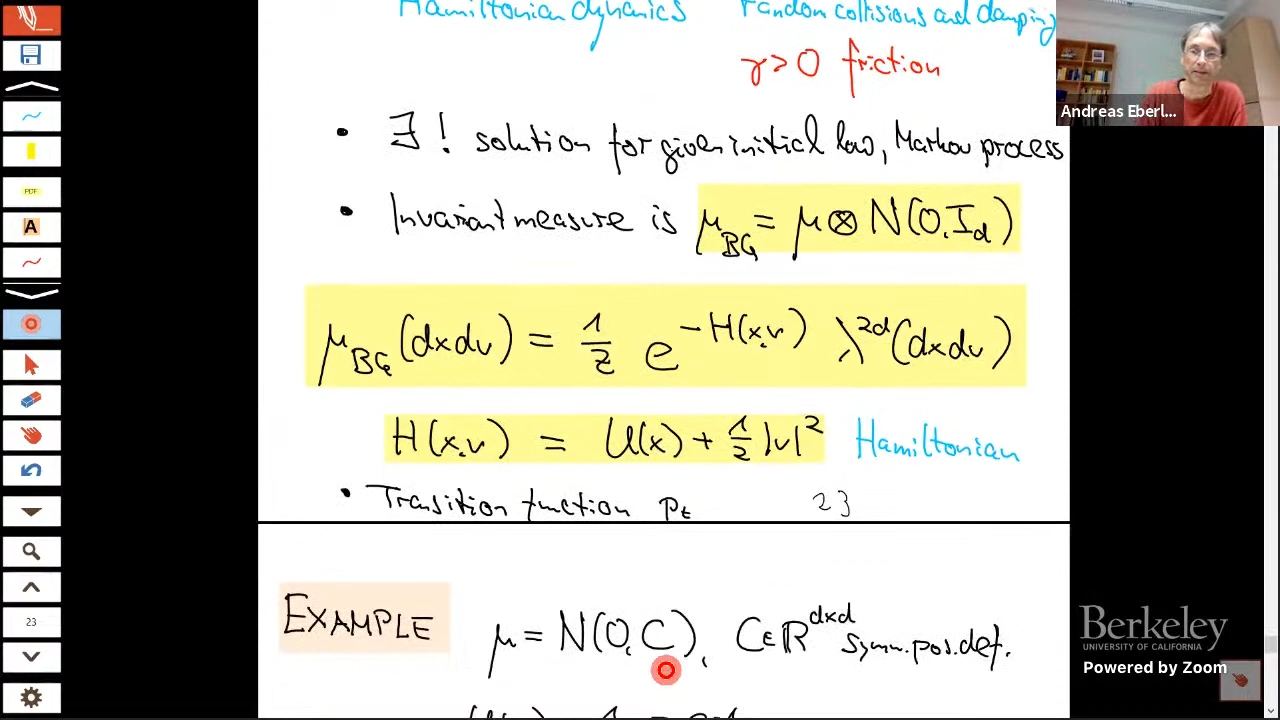 Hamiltonian dynamics random collisions and damping
γ > 0 friction
• ∃! solution for given initial law, Markov process
• Invariant measure is μ_BG = μ ⊗ N(0, I_d)
μ_BG(dx dv) = 1/Z e^{-H(x,v)} λ^{2d}(dx dv)
H(x,v) = U(x) + 1/2 |v|^2 Hamiltonian
• Transition function p_t 23
EXAMPLE μ = N(0, C), C ∈ ℝ^{d×d} symm. pos. def.
Andreas Eberl...
PDF
A
23
Berkeley
UNIVERSITY OF CALIFORNIA
Powered by Zoom